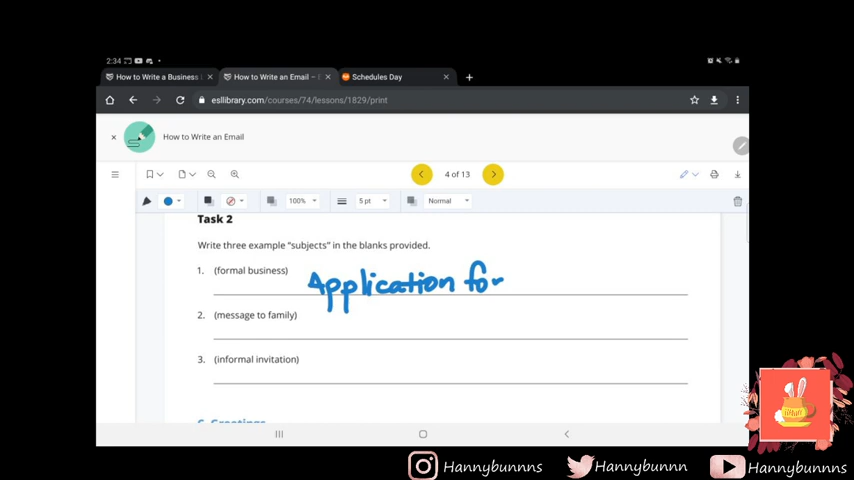 2:34
How to Write a Business
How to Write an Email –
Schedules Day
esllibrary.com/courses/74/lessons/1829/print
How to Write an Email
4 of 13
100%
5 pt
Normal
Task 2
Write three example “subjects” in the blanks provided.
1. (formal business)
Application for
2. (message to family)
3. (informal invitation)
C. Greetings
Hannybunnns
Hannybunnn
Hannybunnns